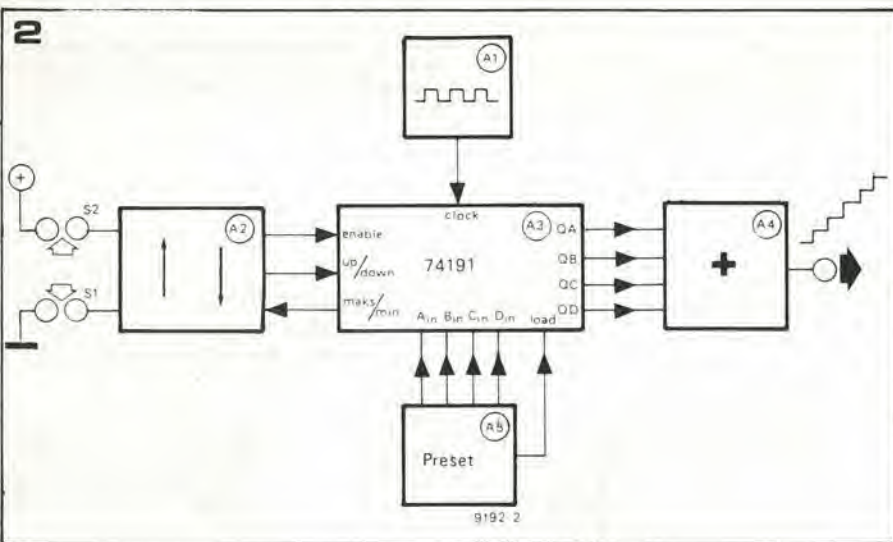 2
A1
S2
A2
clock
A3
QA
A4
enable
QB
up/down
74191
+
QC
S1
maks/min
Ain Bin Cin Din load
QD
A5
Preset
9192 2